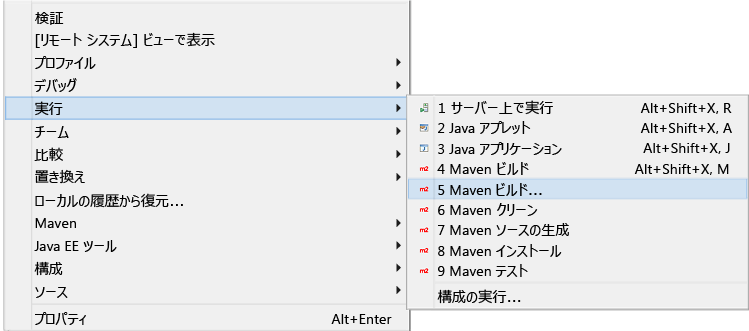 検証
[リモート システム] ビューで表示
プロファイル
デバッグ
実行
チーム
比較
置き換え
ローカルの履歴から復元...
Maven
Java EE ツール
構成
ソース
プロパティ Alt+Enter
1 サーバー上で実行 Alt+Shift+X, R
2 Java アプレット Alt+Shift+X, A
3 Java アプリケーション Alt+Shift+X, J
m2 4 Maven ビルド Alt+Shift+X, M
m2 5 Maven ビルド...
m2 6 Maven クリーン
m2 7 Maven ソースの生成
m2 8 Maven インストール
m2 9 Maven テスト
構成の実行...